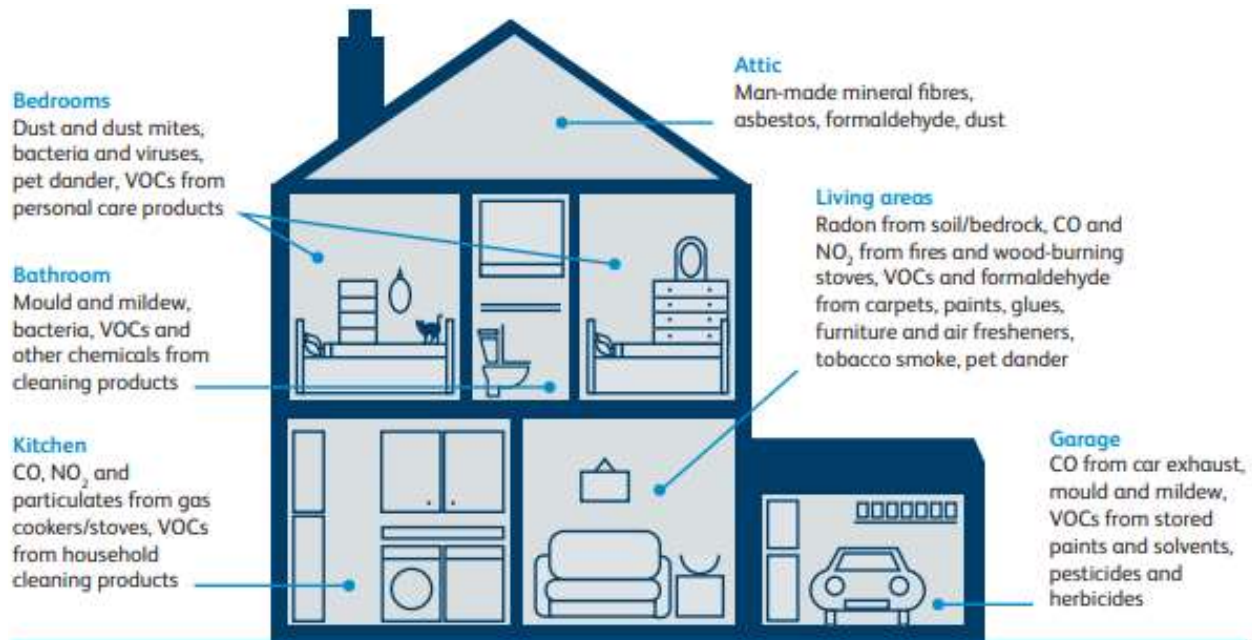 Bedrooms
Dust and dust mites,
bacteria and viruses,
pet dander, VOCs from
personal care products
Bathroom
Mould and mildew,
bacteria, VOCs and
other chemicals from
cleaning products
Kitchen
CO, NO₂ and
particulates from gas
cookers/stoves, VOCs
from household
cleaning products
Attic
Man-made mineral fibres,
asbestos, formaldehyde, dust
Living areas
Radon from soil/bedrock, CO and
NO₂ from fires and wood-burning
stoves, VOCs and formaldehyde
from carpets, paints, glues,
furniture and air fresheners,
tobacco smoke, pet dander
Garage
CO from car exhaust,
mould and mildew,
VOCs from stored
paints and solvents,
pesticides and
herbicides